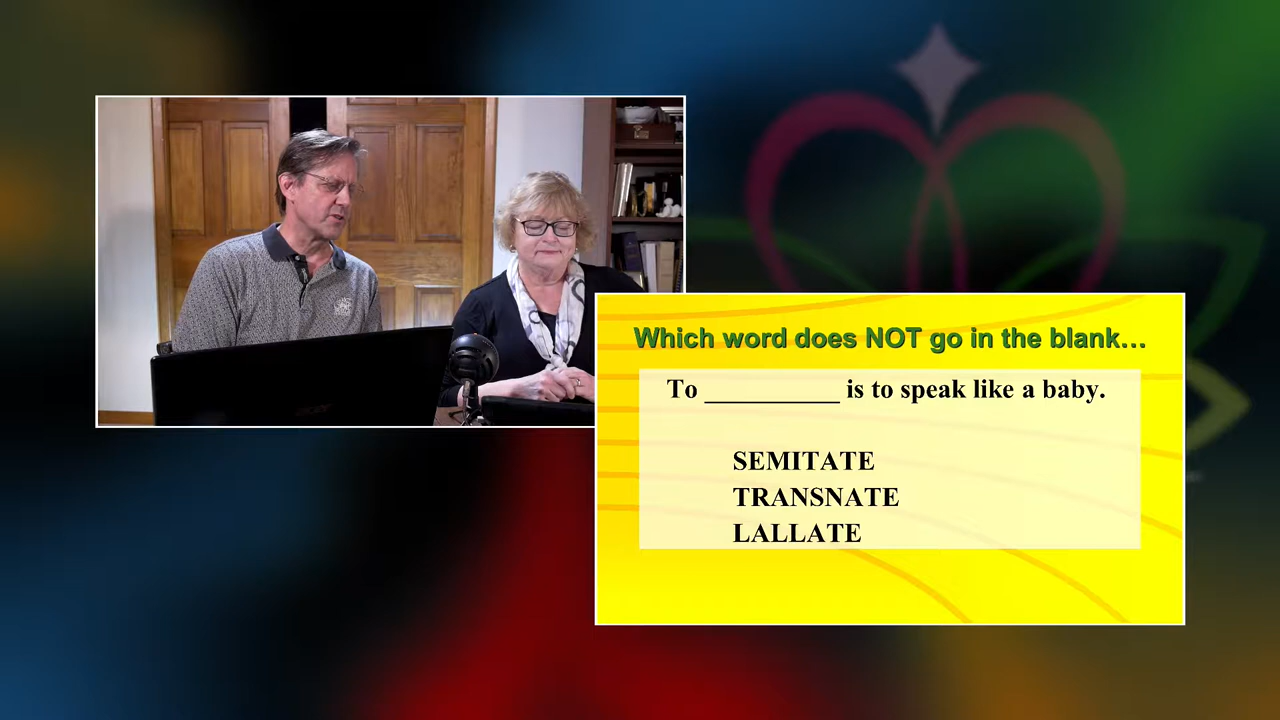 Which word does NOT go in the blank…
To __________ is to speak like a baby.
SEMITATE
TRANSNATE
LALLATE